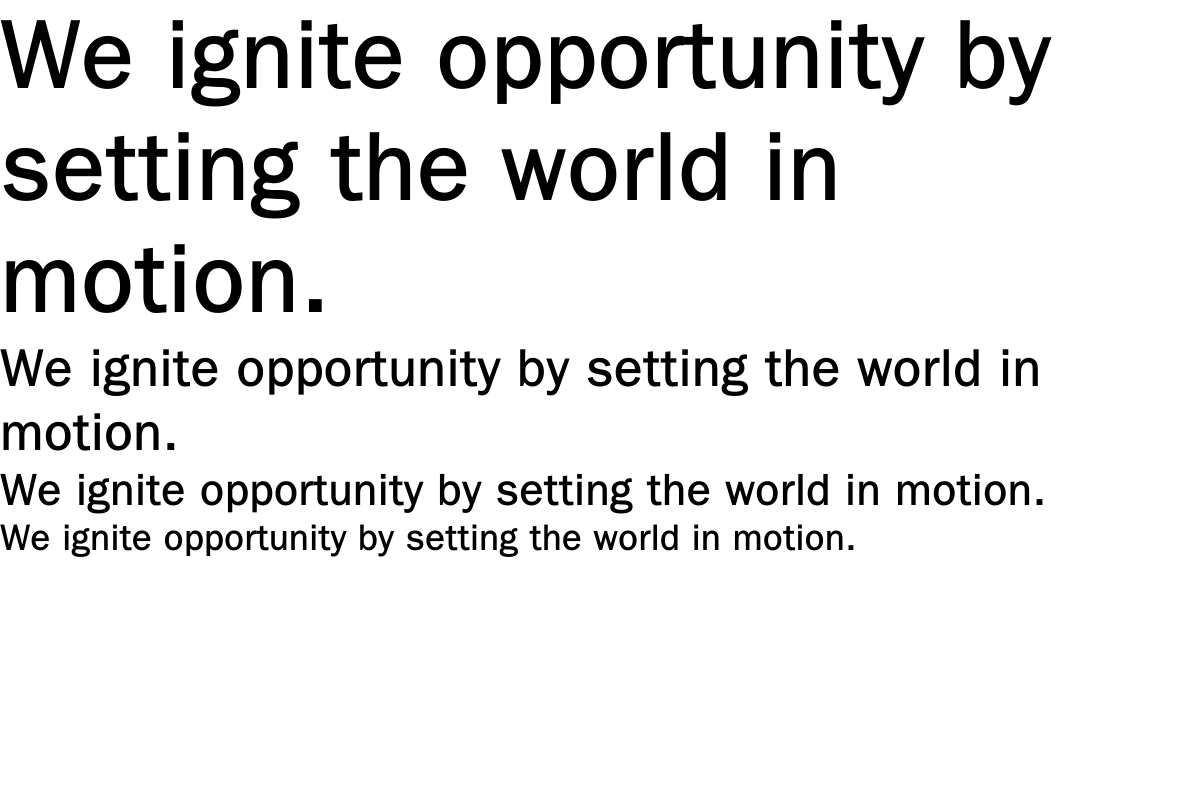 We ignite opportunity by
setting the world in
motion.
We ignite opportunity by setting the world in
motion.
We ignite opportunity by setting the world in motion.
We ignite opportunity by setting the world in motion.